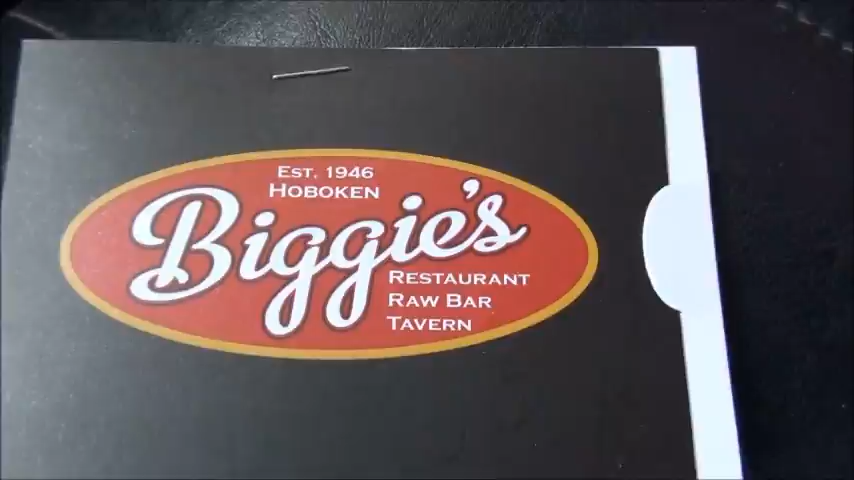 Est. 1946
Hoboken
Biggie's
Restaurant
Raw Bar
Tavern